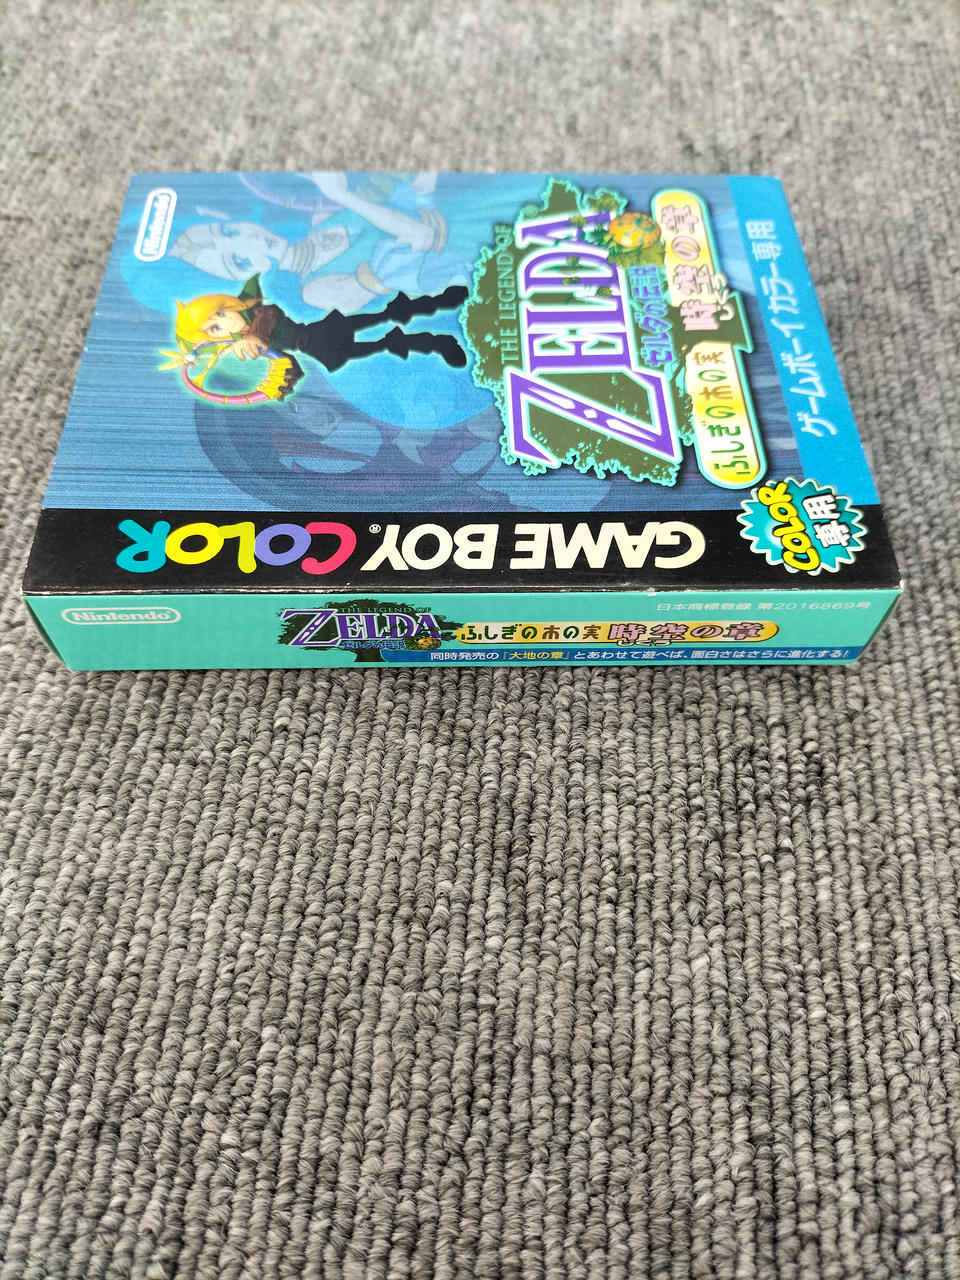 Nintendo
THE LEGEND OF
ZELDA
ゼルダの伝説
ふしぎの木の実
時空の章
じくう
ゲームボーイカラー専用
COLOR
専用
GAME BOY COLOR
Nintendo
THE LEGEND OF
ZELDA
ゼルダの伝説
ふしぎの木の実 時空の章
日本商標登録 第2016869号
同時発売の『大地の章』とあわせて遊べば、面白さはさらに進化する!